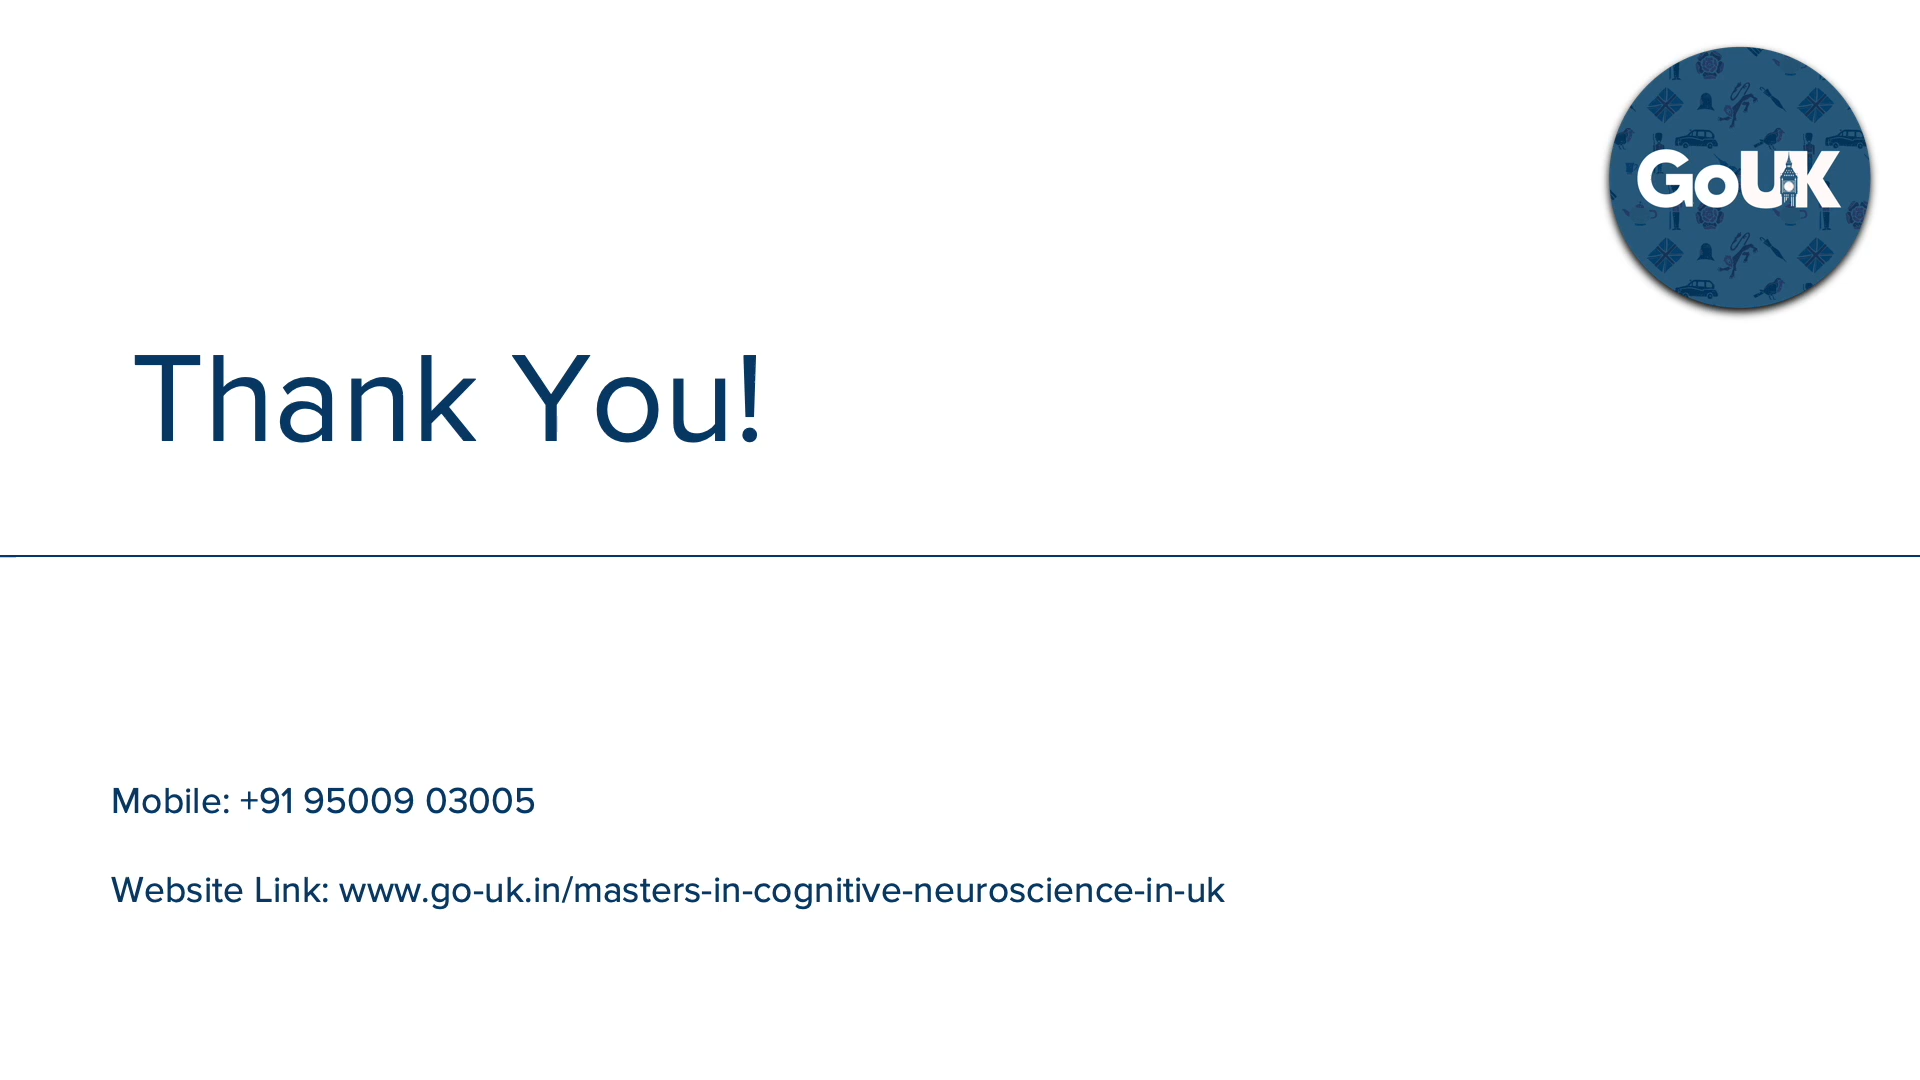 GoUK
Thank You!
Mobile: +91 95009 03005
Website Link: www.go-uk.in/masters-in-cognitive-neuroscience-in-uk